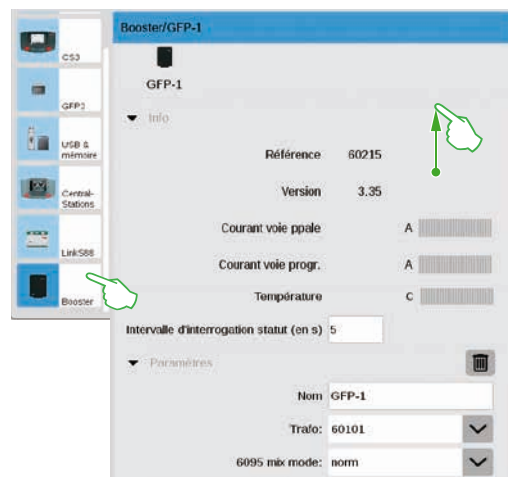 Booster/GFP-1
CS3
GFP3
USB &
mémoire
Central-
Stations
LinkS88
Booster
GFP-1
Info
Référence 60215
Version 3.35
Courant voie ppale A
Courant voie progr. A
Température C
Intervalle d'interrogation statut (en s) 5
Paramètres
Nom GFP-1
Trafo: 60101
6095 mix mode: norm